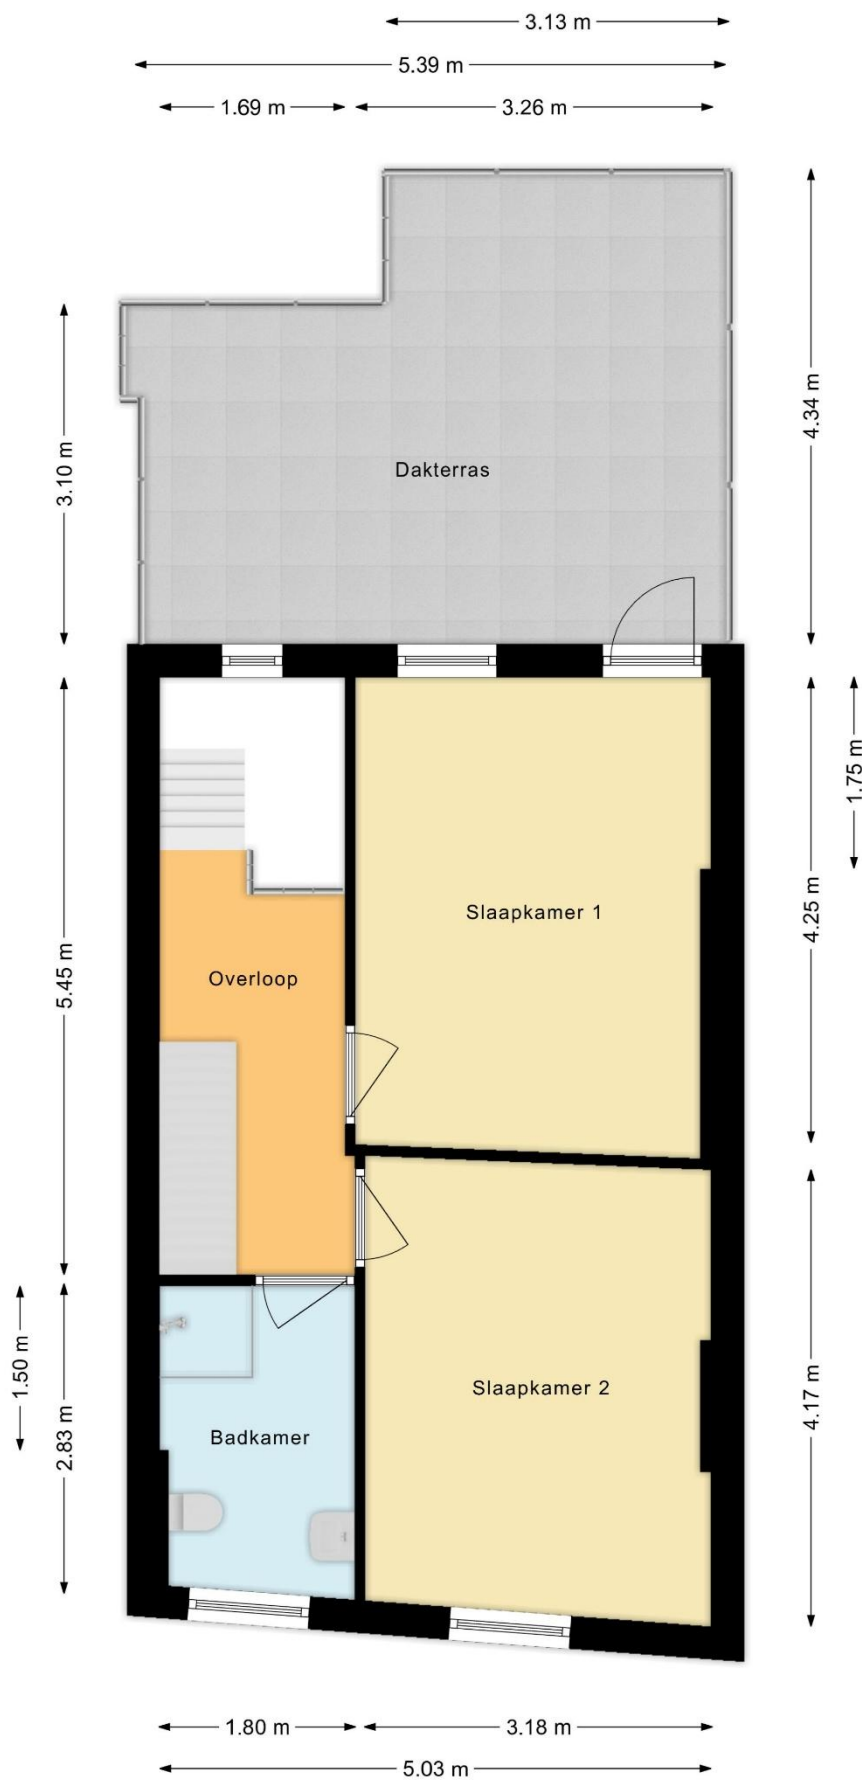 3.13 m
5.39 m
1.69 m
3.26 m
Dakterras
3.10 m
4.34 m
1.75 m
Slaapkamer 1
4.25 m
Overloop
5.45 m
Slaapkamer 2
4.17 m
1.50 m
Badkamer
2.83 m
1.80 m
3.18 m
5.03 m